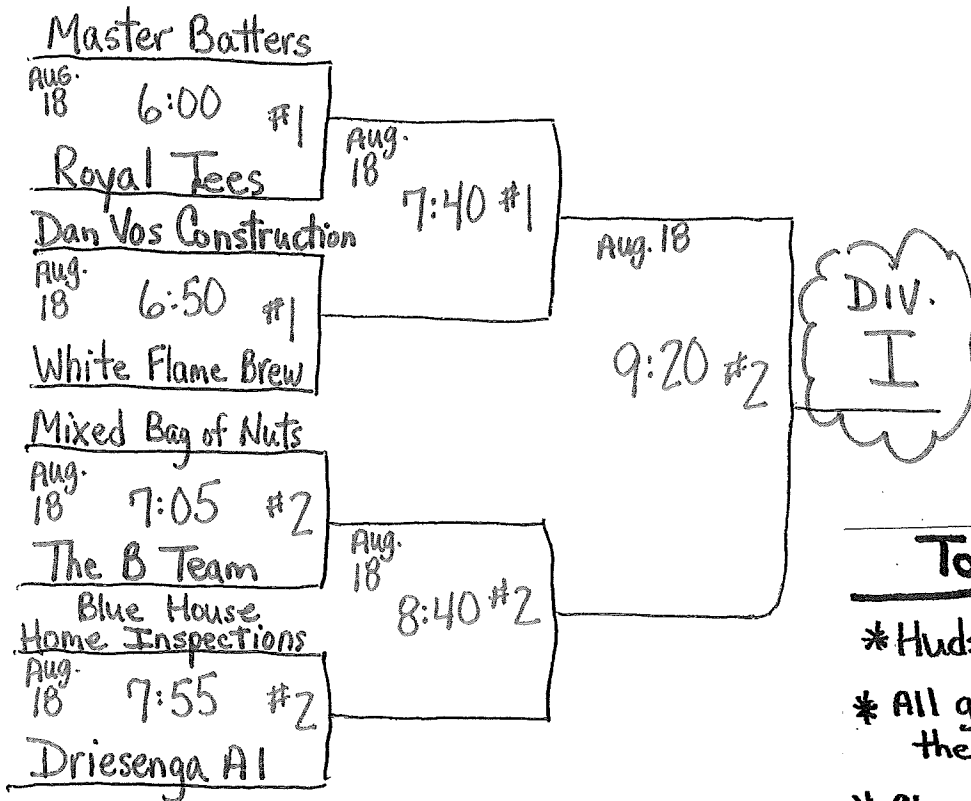 Master Batters
Aug.
18 6:00 #1
Royal Tees
Dan Vos Construction
Aug.
18 6:50 #1
White Flame Brew
Mixed Bag of Nuts
Aug.
18 7:05 #2
The B Team
Blue House
Home Inspections
Aug.
18 7:55 #2
Driesenga A1
Aug.
18
7:40 #1
Aug.
18
8:40 #2
Aug. 18
9:20 #2
DIV.
I
* All
the